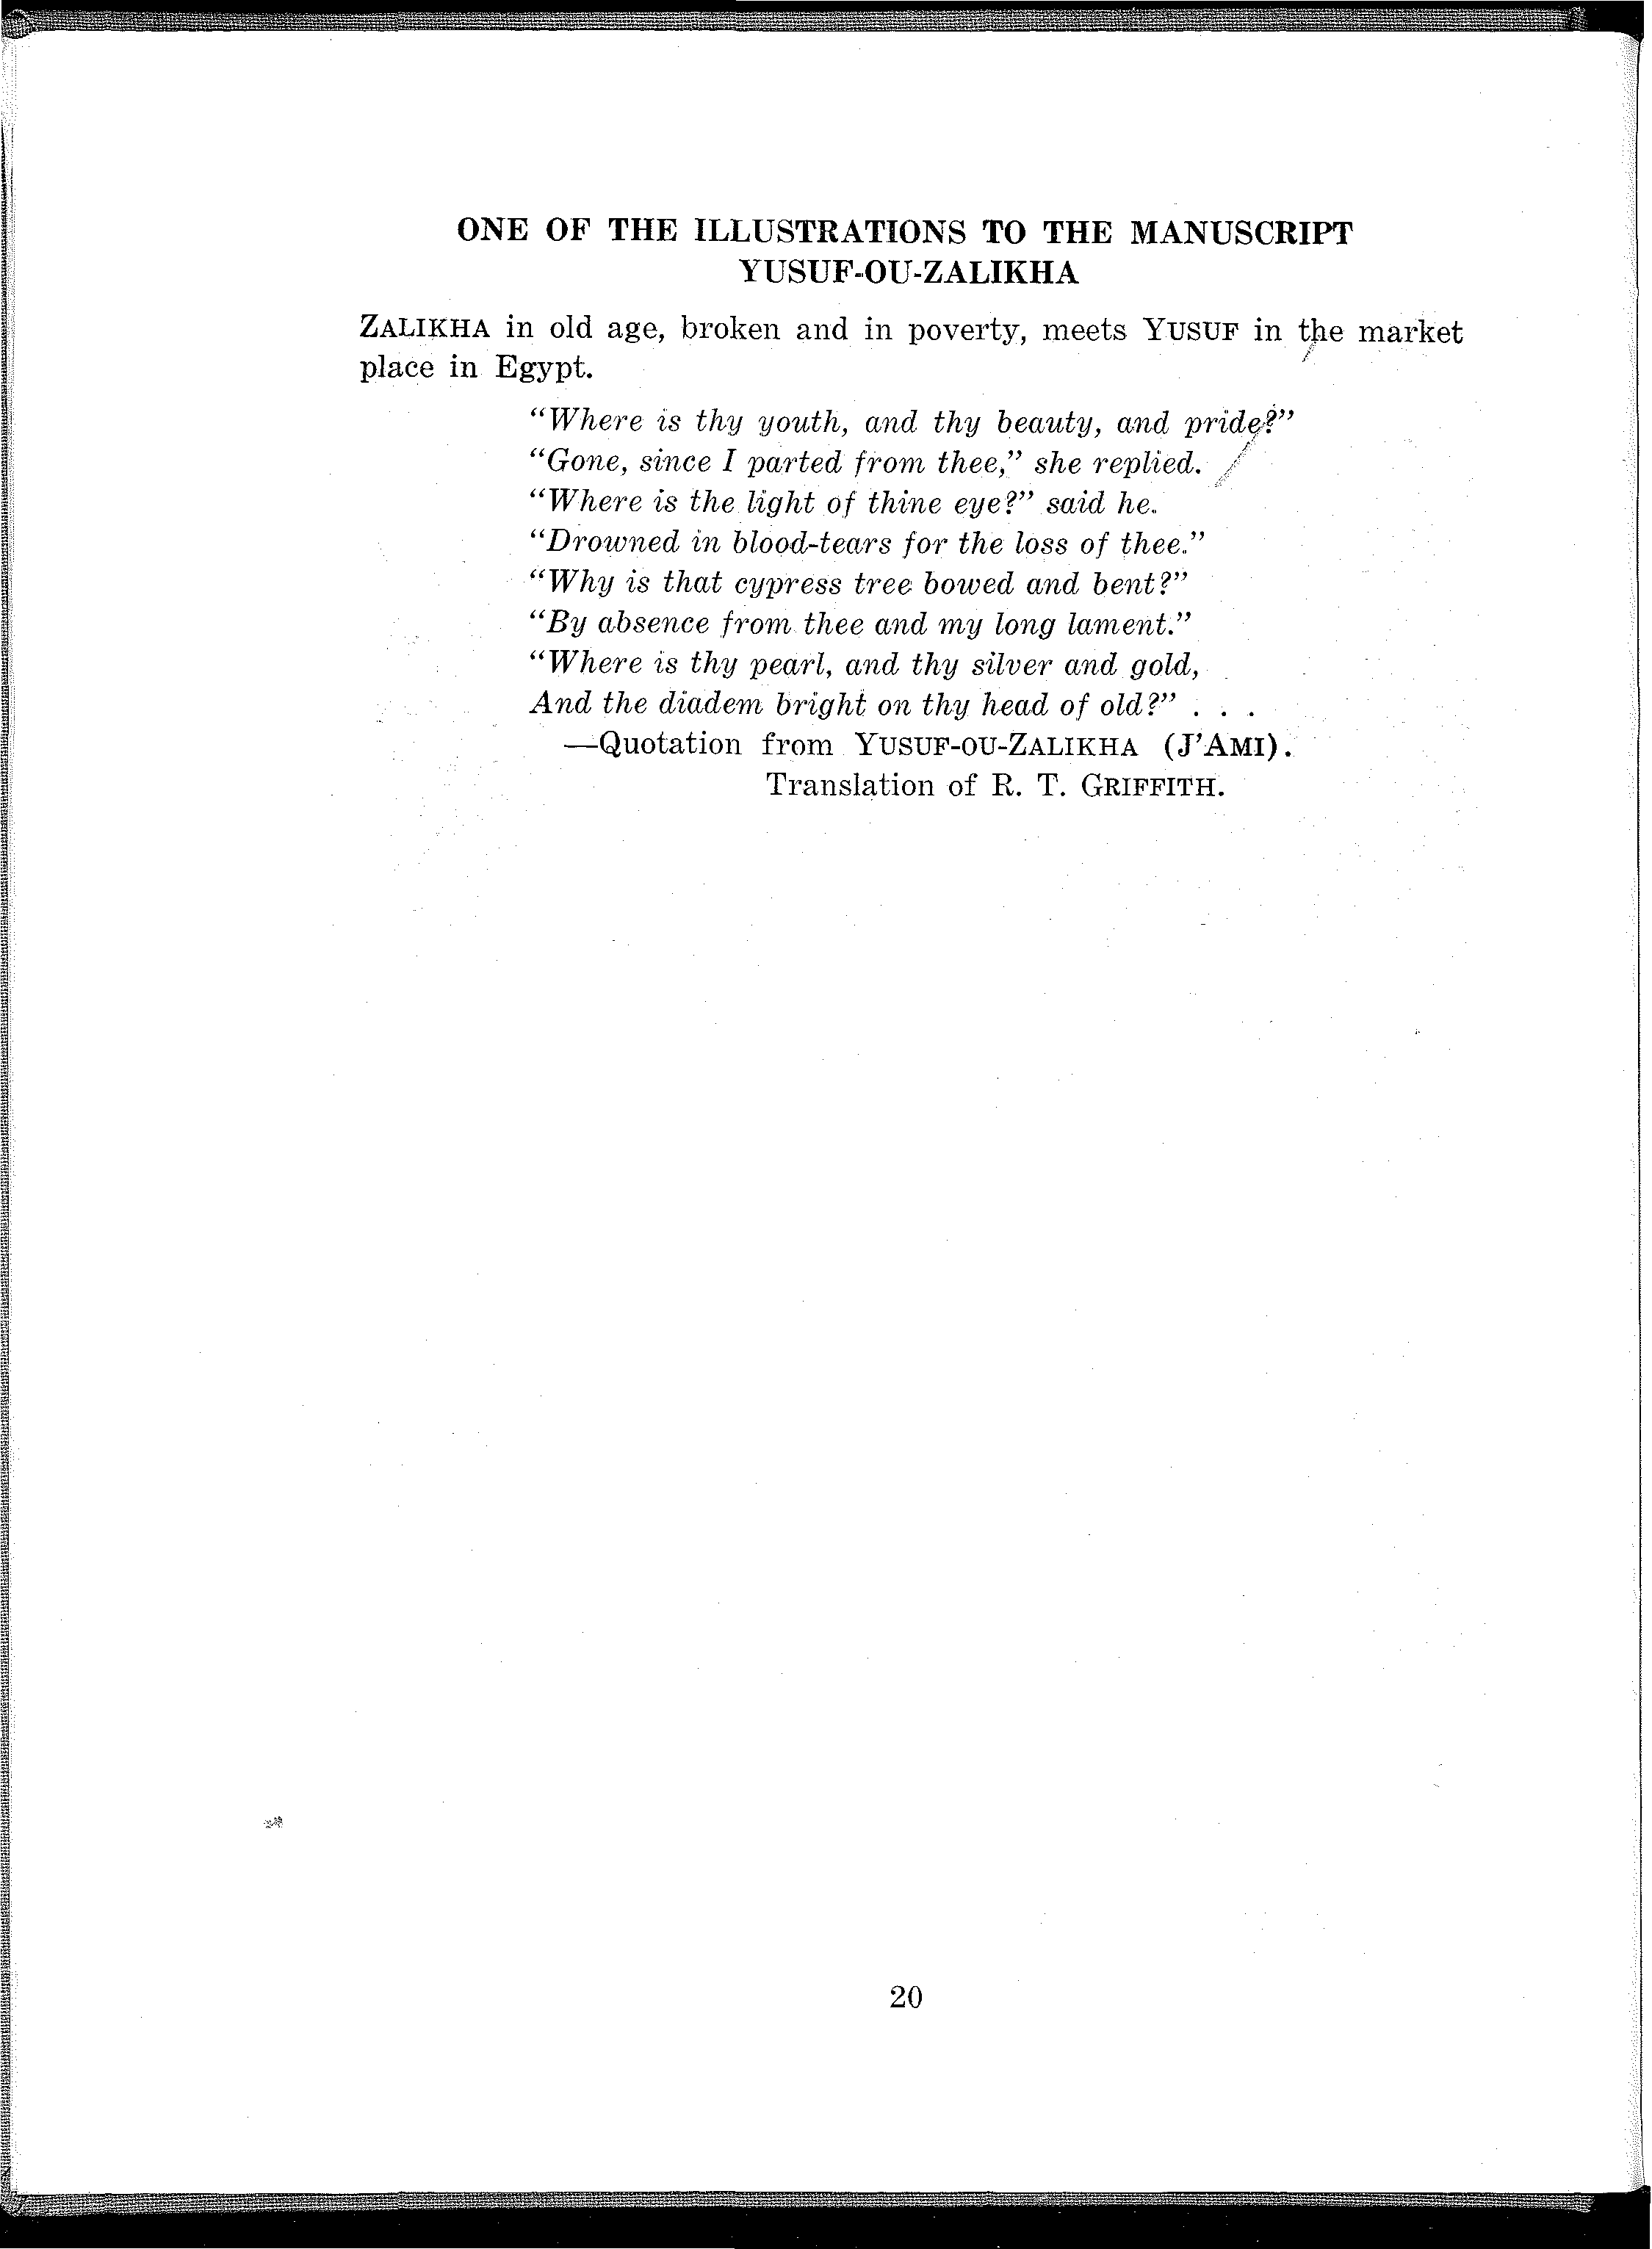 ONE OF THE ILLUSTRATIONS TO THE MANUSCRIPT
YUSUF-OU-ZALIKHA
ZALIKHA in old age, broken and in poverty, meets YUSUF in the market
place in Egypt.
“Where is thy youth, and thy beauty, and pride?”
“Gone, since I parted from thee,” she replied.
“Where is the light of thine eye?” said he.
“Drowned in blood-tears for the loss of thee.”
“Why is that cypress tree bowed and bent?”
“By absence from thee and my long lament.”
“Where is thy pearl, and thy silver and gold,
And the diadem bright on thy head of old?” . . .
—Quotation from YUSUF-OU-ZALIKHA (J’AMI).
Translation of R. T. GRIFFITH.
20